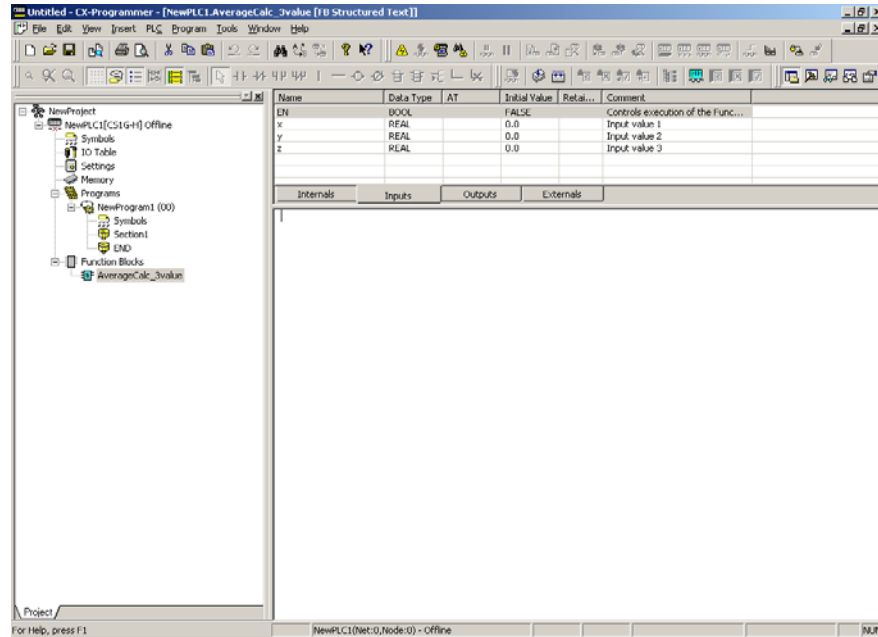 Untitled - CX-Programmer - [NewPLC1.AverageCalc_3value [FB Structured Text]]
File Edit View Insert PLC Program Tools Window Help
NewProject
NewPLC1[CS1G-H] Offline
Symbols
IO Table
Settings
Memory
Programs
NewProgram1 (00)
Symbols
Section1
END
Function Blocks
AverageCalc_3value
Name Data Type AT Initial Value Retai... Comment
EN BOOL FALSE Controls execution of the Func...
x REAL 0.0 Input value 1
y REAL 0.0 Input value 2
z REAL 0.0 Input value 3
Internals Inputs Outputs Externals
Project
For Help, press F1 NewPLC1(Net:0,Node:0) - Offline